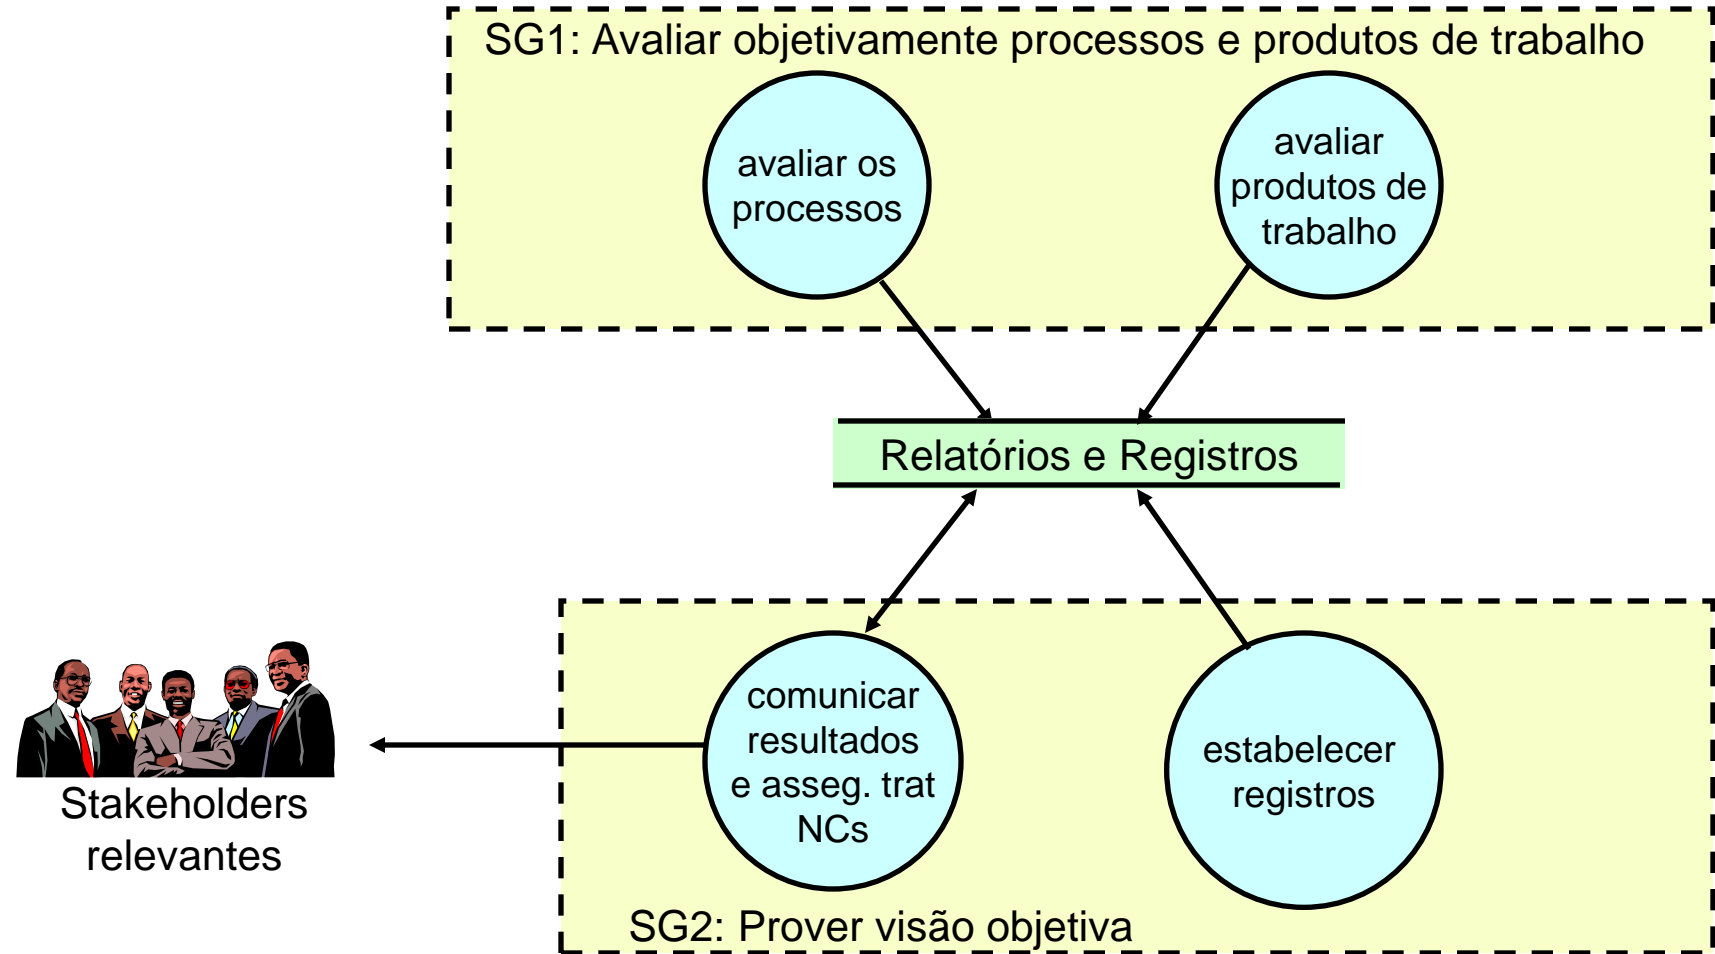 SG1: Avaliar objetivamente processos e produtos de trabalho
avaliar os
processos
avaliar
produtos de
trabalho
Relatórios e Registros
comunicar
resultados
e asseg. trat
NCs
estabelecer
registros
Stakeholders
relevantes
SG2: Prover visão objetiva